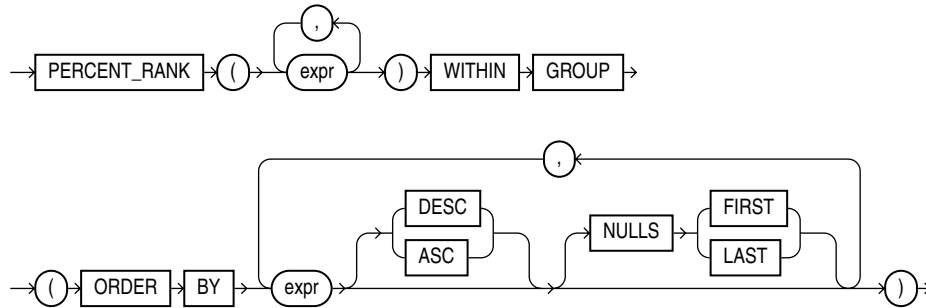 ,
PERCENT_RANK ( expr ) WITHIN GROUP
,
DESC FIRST
NULLS
ASC LAST
( ORDER BY expr )